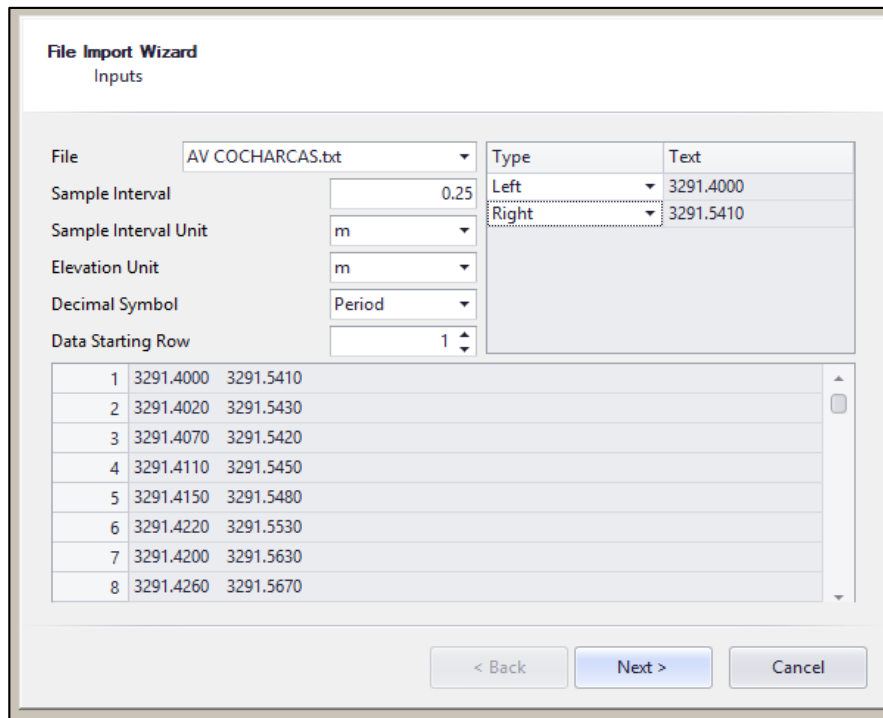 File Import Wizard
Inputs
File AV COCHARCAS.txt
Sample Interval 0.25
Sample Interval Unit m
Elevation Unit m
Decimal Symbol Period
Data Starting Row 1
Type Text
Left 3291.4000
Right 3291.5410
1 3291.4000 3291.5410
2 3291.4020 3291.5430
3 3291.4070 3291.5420
4 3291.4110 3291.5450
5 3291.4150 3291.5480
6 3291.4220 3291.5530
7 3291.4200 3291.5630
8 3291.4260 3291.5670
< Back Next > Cancel